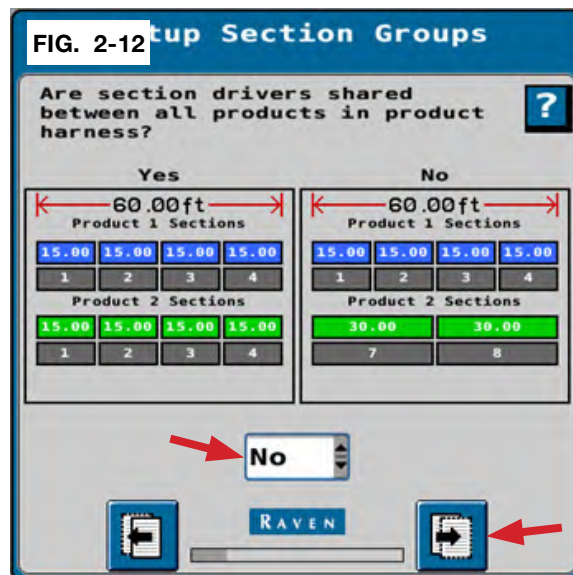 FIG. 2-12
tup Section Groups
Are section drivers shared
between all products in product
harness?
?
Yes
60.00ft
Product 1 Sections
15.00 15.00 15.00 15.00
1 2 3 4
Product 2 Sections
15.00 15.00 15.00 15.00
1 2 3 4
No
60.00ft
Product 1 Sections
15.00 15.00 15.00 15.00
1 2 3 4
Product 2 Sections
30.00 30.00
7 8
No
RAVEN